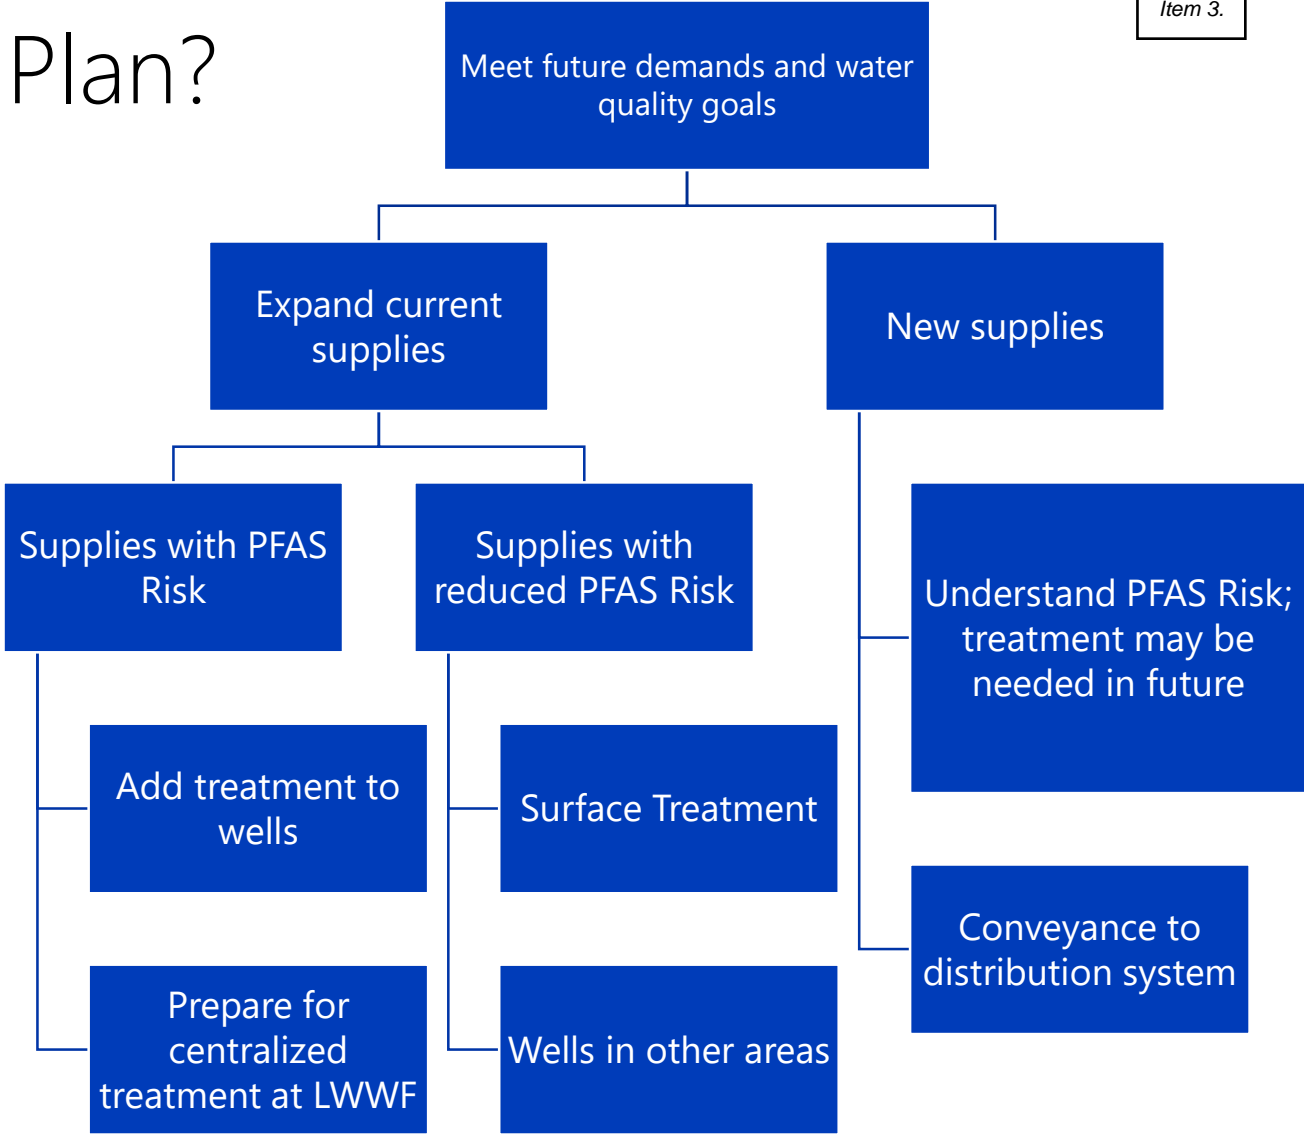 Item 3.
Plan?
Meet future demands and water
quality goals
Expand current
supplies
New supplies
Supplies with PFAS
Risk
Supplies with
reduced PFAS Risk
Understand PFAS Risk;
treatment may be
needed in future
Add treatment to
wells
Surface Treatment
Conveyance to
distribution system
Prepare for
centralized
treatment at LWWF
Wells in other areas